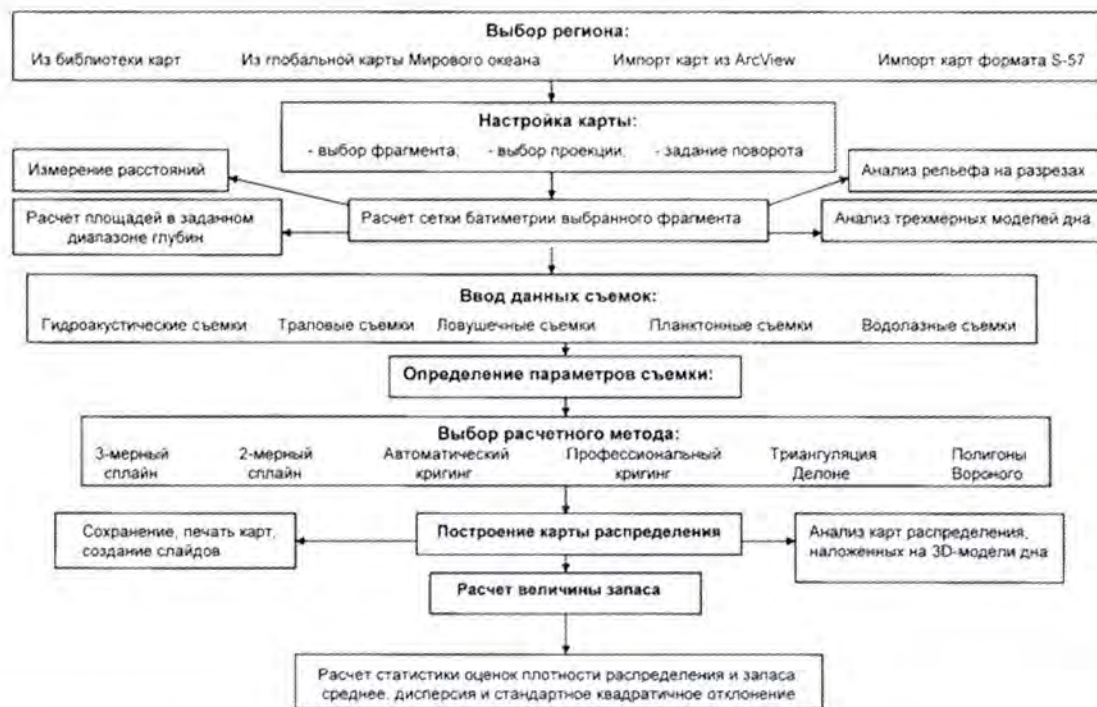 Выбор региона:
Из библиотеки карт Из глобальной карты Мирового океана Импорт карт из ArcView Импорт карт формата S-57
Настройка карты:
- выбор фрагмента; - выбор проекции; - задание поворота
Измерение расстояний
Анализ рельефа на разрезах
Расчет площадей в заданном
диапазоне глубин
Расчет сетки батиметрии выбранного фрагмента
Анализ трехмерных моделей дна
Ввод данных съемок:
Гидроакустические съемки Траловые съемки Ловушечные съемки Планктонные съемки Водолазные съемки
Определение параметров съемки:
Выбор расчетного метода:
3-мерный 2-мерный Автоматический Профессиональный Триангуляция Полигоны
сплайн сплайн кригинг кригинг Делоне Вороного
Сохранение, печать карт,
создание слайдов
Построение карты распределения
Анализ карт распределения,
наложенных на 3D-модели дна
Расчет величины запаса
Расчет статистики оценок плотности распределения и запаса
среднее, дисперсия и стандартное квадратичное отклонение